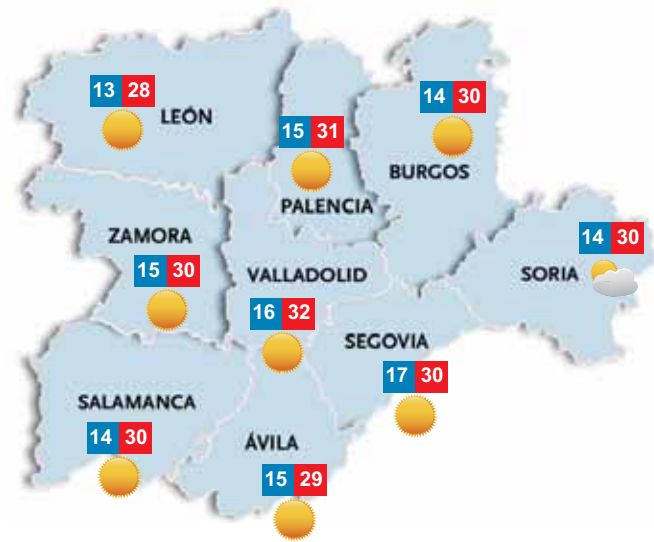 13 28
LEÓN
14 30
BURGOS
15 31
PALENCIA
ZAMORA
15 30
VALLADOLID
16 32
14 30
SORIA
SEGOVIA
17 30
SALAMANCA
14 30
ÁVILA
15 29